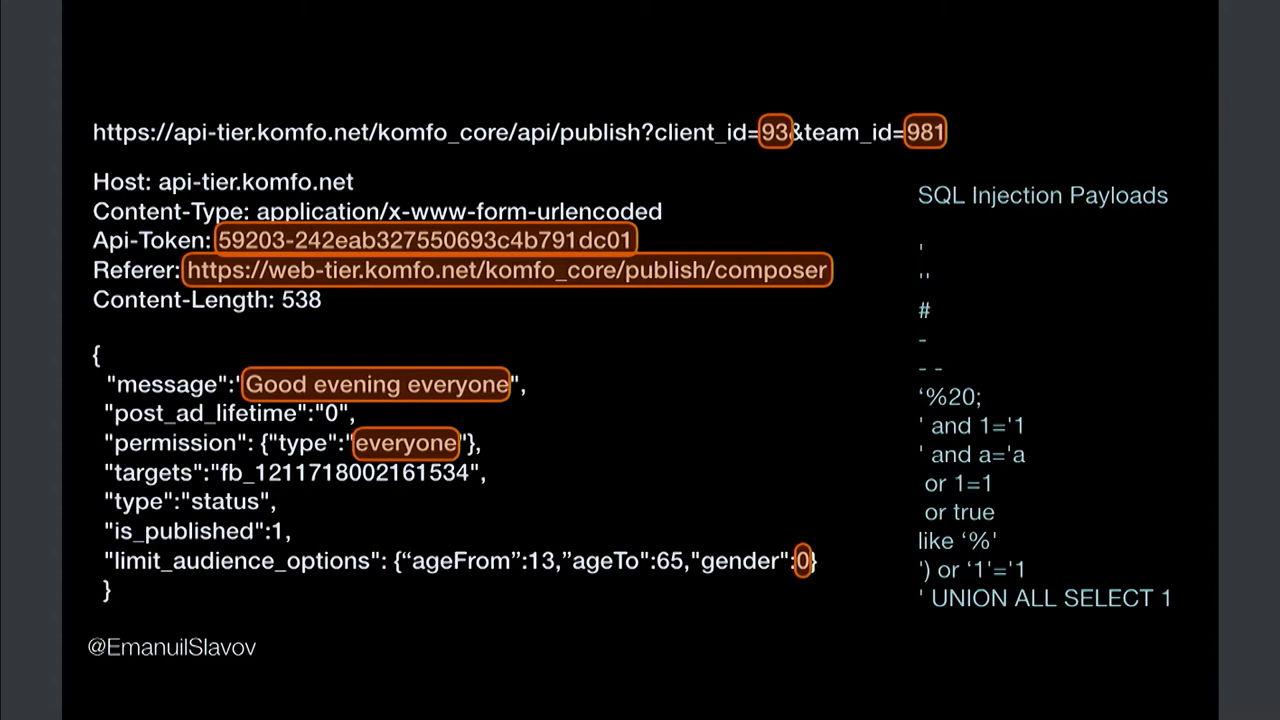 https://api-tier.komfo.net/komfo_core/api/publish?client_id=93&team_id=981
Host: api-tier.komfo.net
Content-Type: application/x-www-form-urlencoded
Api-Token: 59203-242eab327550693c4b791dc01
Referer: https://web-tier.komfo.net/komfo_core/publish/composer
Content-Length: 538
{
"message":"Good evening everyone",
"post_ad_lifetime":"0",
"permission": {"type":"everyone"},
"targets":"fb_1211718002161534",
"type":"status",
"is_published":1,
"limit_audience_options": {“ageFrom”:13,”ageTo":65,"gender":0}
}
SQL Injection Payloads
'
''
#
-
- -
‘%20;
' and 1='1
' and a='a
or 1=1
or true
like ‘%'
') or ‘1'='1
' UNION ALL SELECT 1
@EmanuilSlavov